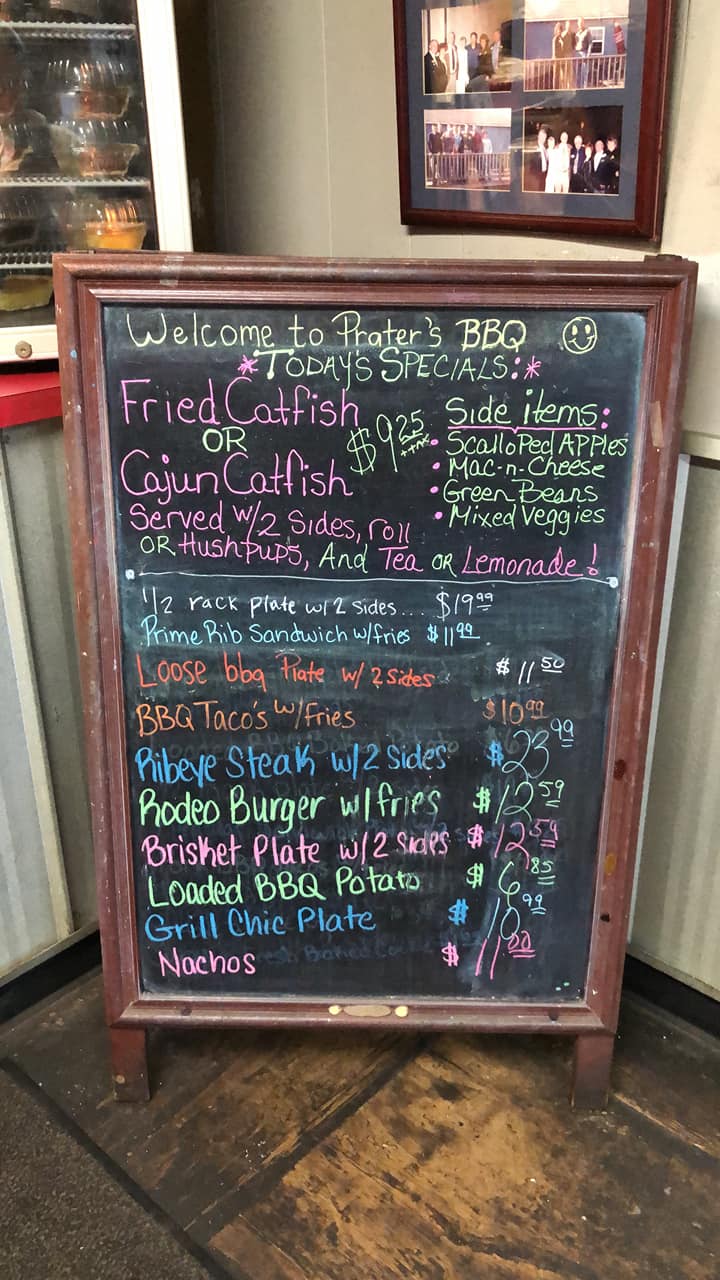 Welcome to Prater's BBQ
*TODAY'S SPECIALS:*
Fried Catfish
OR
Cajun Catfish
$9.25
++tax
Served w/2 Sides, roll
OR Hushpups, And Tea OR Lemonade!
Side items:
• Scalloped APPles
• Mac-n-Cheese
• Green Beans
• Mixed Veggies
1/2 rack plate w/ 2 sides.... $19.99
Prime Rib Sandwich w/fries $11.99
Loose bbq Plate w/ 2 Sides $11.50
BBQ Taco's w/Fries $10.99
Ribeye Steak w/2 Sides $23.99
Rodeo Burger w/fries $12.59
Brisket Plate w/2 Sides $12.59
Loaded BBQ Potato $6.85
Grill Chic Plate $10.99
Nachos $11.00